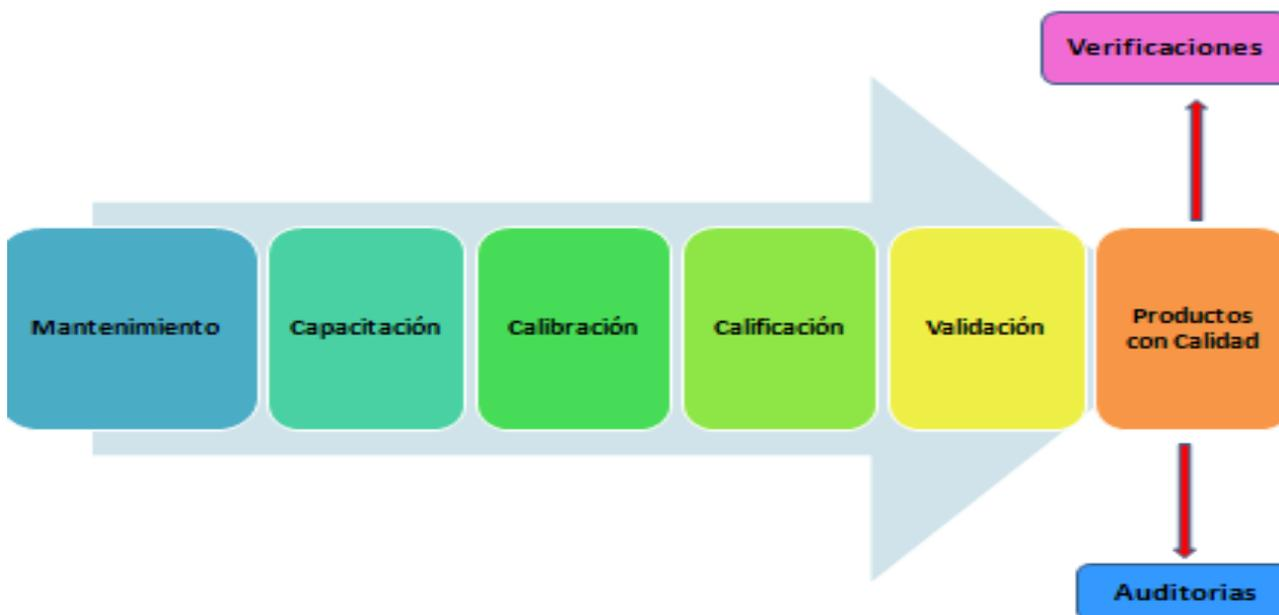 Verificaciones
Mantenimiento
Capacitación
Calibración
Calificación
Validación
Productos
con Calidad
Auditorias